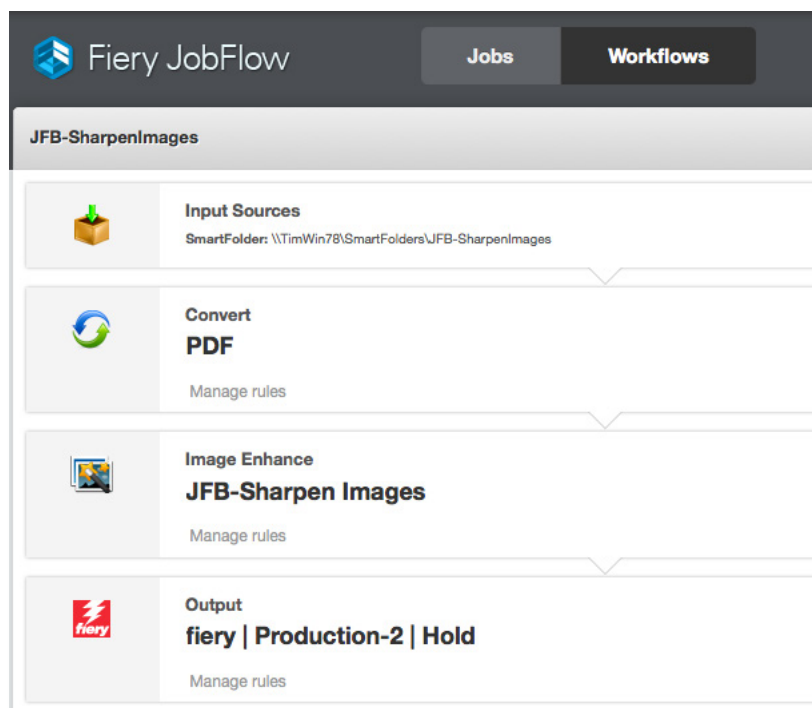 Fiery JobFlow
Jobs
Workflows
JFB-SharpenImages
Input Sources
SmartFolder: \\TimWin78\SmartFolders\JFB-SharpenImages
Convert
PDF
Manage rules
Image Enhance
JFB-Sharpen Images
Manage rules
fiery
Output
fiery | Production-2 | Hold
Manage rules